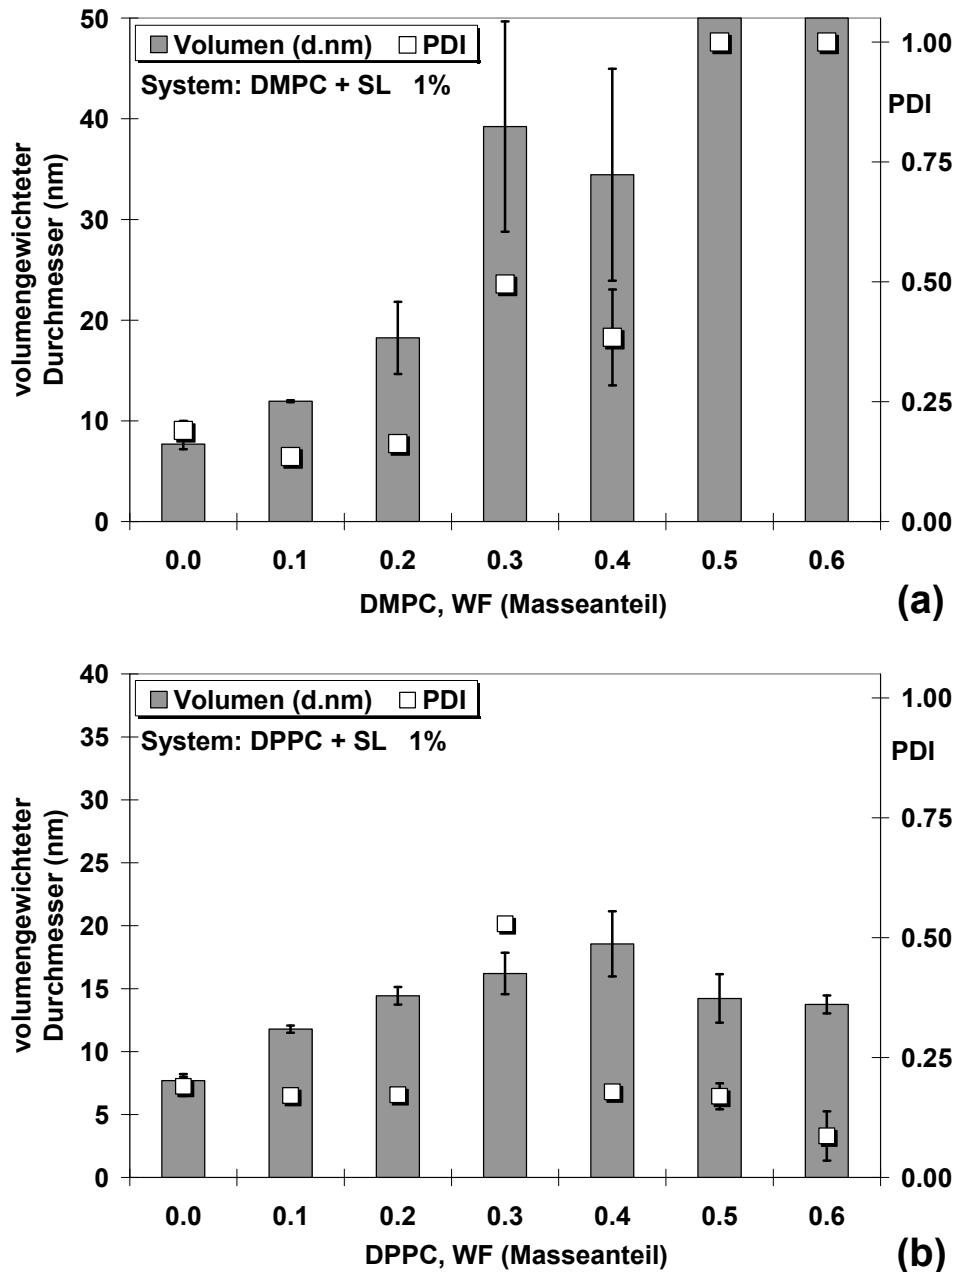 50
40
30
20
10
0
volumengewichteter
Durchmesser (nm)
Volumen (d.nm) PDI
System: DMPC + SL 1%
1.00
PDI
0.75
0.50
0.25
0.00
0.0 0.1 0.2 0.3 0.4 0.5 0.6
DMPC, WF (Masseanteil)
(a)
40
35
30
25
20
15
10
5
0
volumengewichteter
Durchmesser (nm)
Volumen (d.nm) PDI
System: DPPC + SL 1%
1.00
PDI
0.75
0.50
0.25
0.00
0.0 0.1 0.2 0.3 0.4 0.5 0.6
DPPC, WF (Masseanteil)
(b)